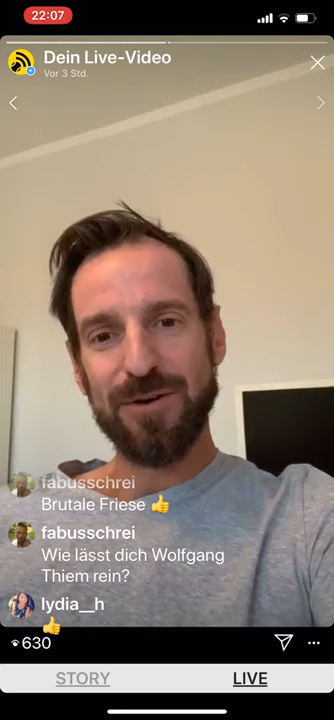 22:07
Dein Live-Video
Vor 3 Std.
fabusschrei
Brutale Friese 👍
fabusschrei
Wie lässt dich Wolfgang
Thiem rein?
lydia__h
👍
630
STORY
LIVE